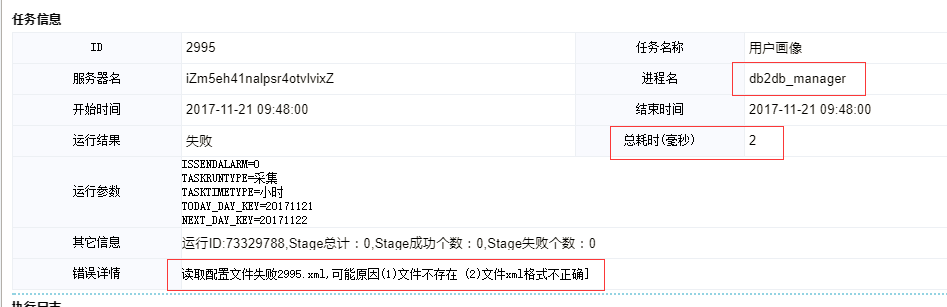 任务信息
ID 2995 任务名称 用户画像
服务器名 iZm5eh41nalpsr4otvlvixZ 进程名 db2db_manager
开始时间 2017-11-21 09:48:00 结束时间 2017-11-21 09:48:00
运行结果 失败 总耗时(毫秒) 2
运行参数
ISSENDALARM=0
TASKRUNTYPE=采集
TASKTIMETYPE=小时
TODAY_DAY_KEY=20171121
NEXT_DAY_KEY=20171122
其它信息 运行ID:73329788,Stage总计：0,Stage成功个数：0,Stage失败个数：0
错误详情 读取配置文件失败2995.xml,可能原因(1)文件不存在 (2)文件xml格式不正确]